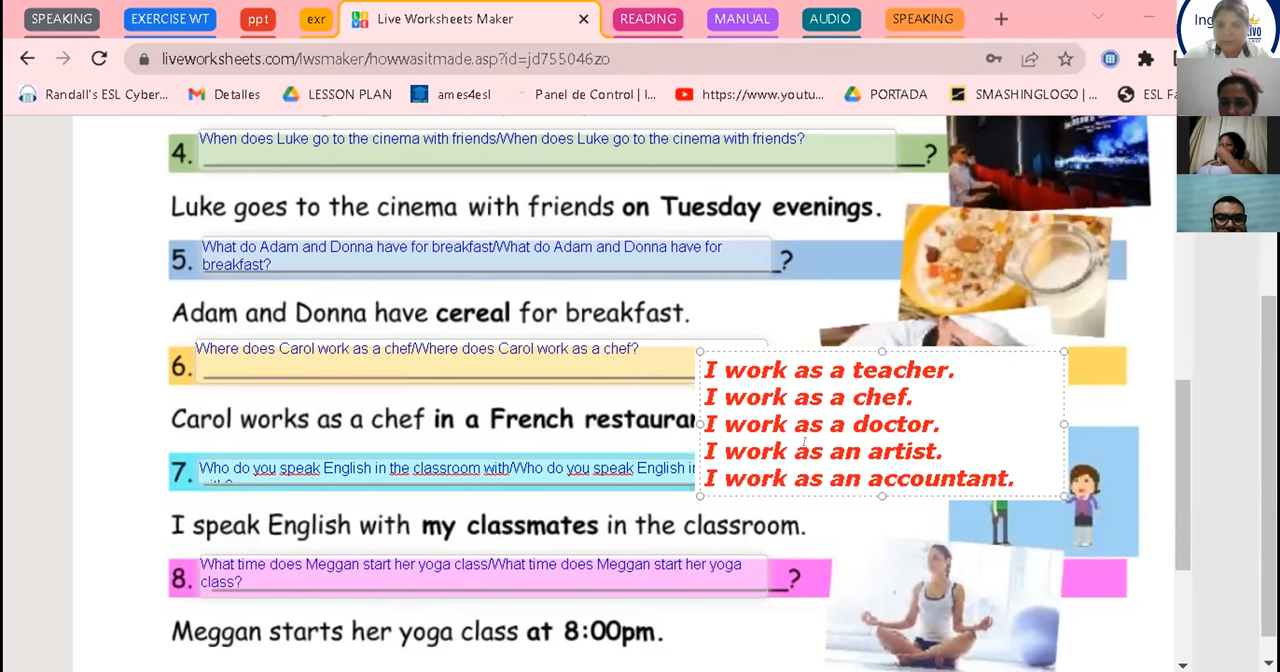 SPEAKING EXERCISE WT ppt exr Live Worksheets Maker READING MANUAL AUDIO SPEAKING
liveworksheets.com/lwsmaker/howwasitmade.asp?id=jd755046zo
Randall's ESL Cyber... Detalles LESSON PLAN ames4esl Panel de Control | I... https://www.youtu... PORTADA SMASHINGLOGO | ... ESL Fa
4. When does Luke go to the cinema with friends/When does Luke go to the cinema with friends? ?
Luke goes to the cinema with friends on Tuesday evenings.
5. What do Adam and Donna have for breakfast/What do Adam and Donna have for
breakfast? ?
Adam and Donna have cereal for breakfast.
6. Where does Carol work as a chef/Where does Carol work as a chef?
Carol works as a chef in a French restaurar
I work as a teacher.
I work as a chef.
I work as a doctor.
I work as an artist.
I work as an accountant.
7. Who do you speak English in the classroom with/Who do you speak English in
I speak English with my classmates in the classroom.
8. What time does Meggan start her yoga class/What time does Meggan start her yoga
class? ?
Meggan starts her yoga class at 8:00pm.